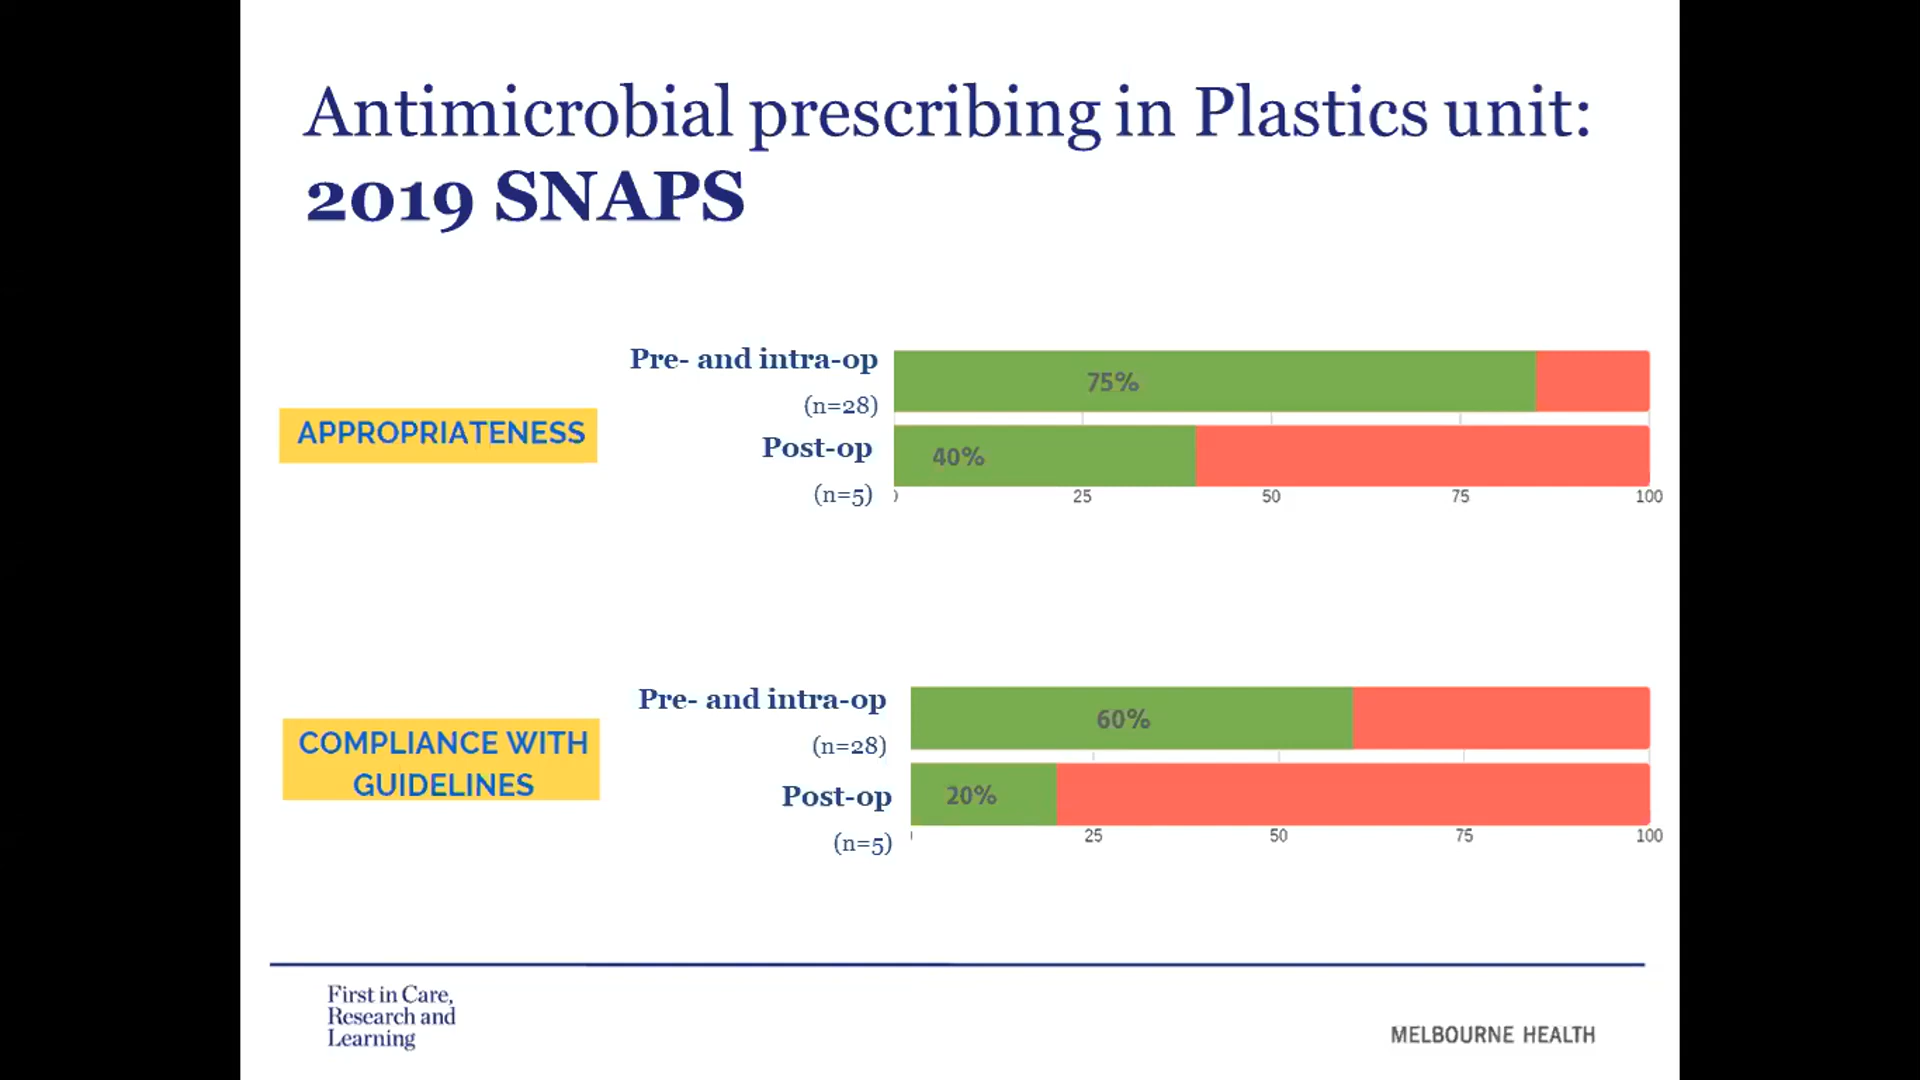 Antimicrobial prescribing in Plastics unit:
2019 SNAPS
APPROPRIATENESS
Pre- and intra-op
(n=28)
75%
Post-op
(n=5)
40%
25
50
75
100
COMPLIANCE WITH
GUIDELINES
Pre- and intra-op
(n=28)
60%
Post-op
(n=5)
20%
25
50
75
100
First in Care,
Research and
Learning
MELBOURNE HEALTH